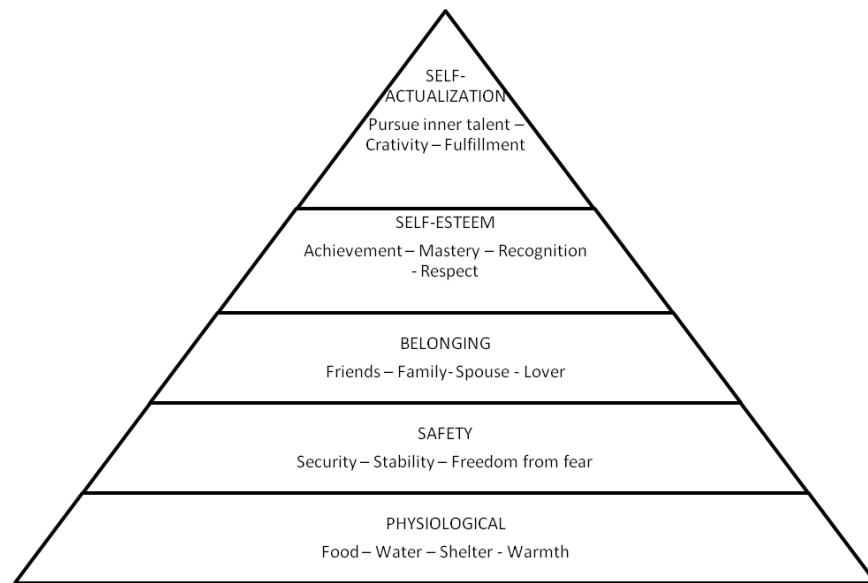 SELF-
ACTUALIZATION
Pursue inner talent –
Crativity – Fulfillment
SELF-ESTEEM
Achievement – Mastery – Recognition
- Respect
BELONGING
Friends – Family- Spouse - Lover
SAFETY
Security – Stability – Freedom from fear
PHYSIOLOGICAL
Food – Water – Shelter - Warmth